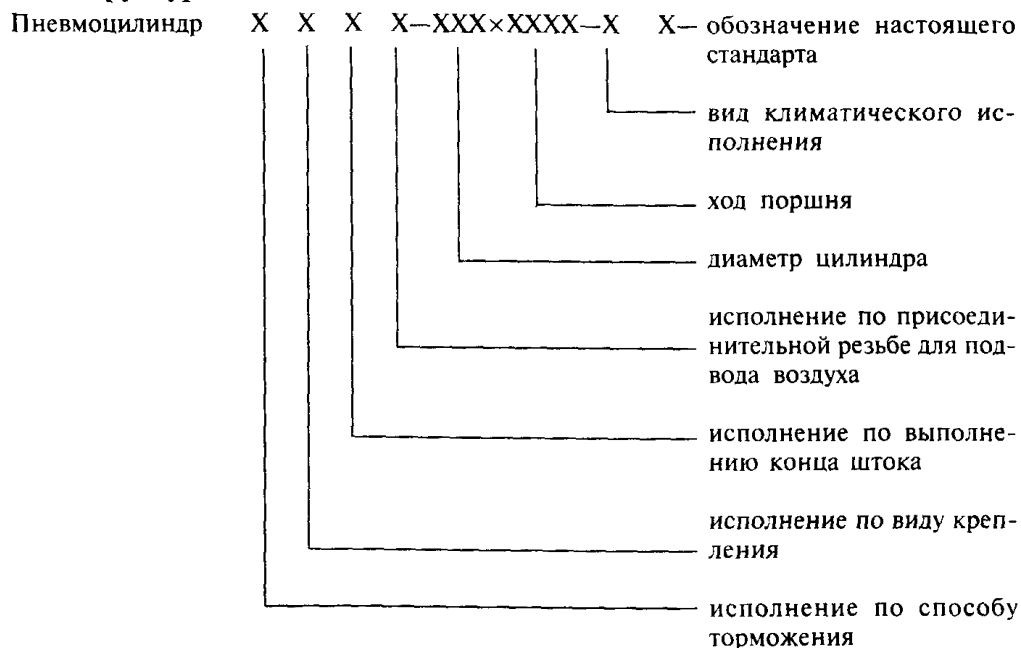 Пневмоцилиндр X X X X–XXX×XXXX–X X– обозначение настоящего
стандарта
вид климатического ис-
полнения
ход поршня
диаметр цилиндра
исполнение по присоеди-
нительной резьбе для под-
вода воздуха
исполнение по выполне-
нию конца штока
исполнение по виду креп-
ления
исполнение по способу
торможения